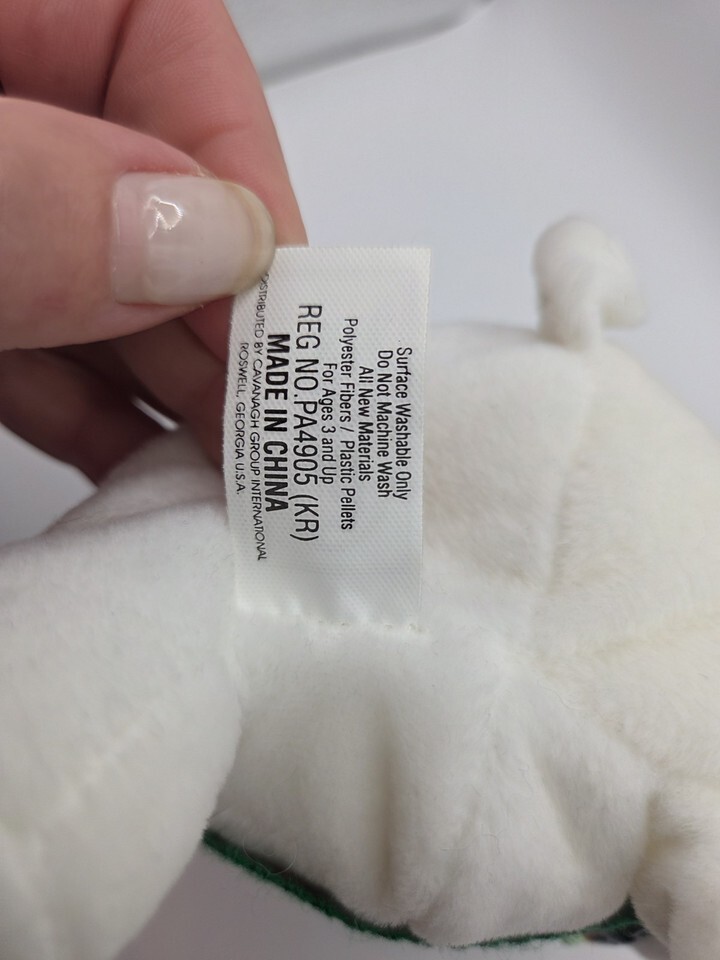 Surface Washable Only
Do Not Machine Wash
All New Materials
Polyester Fibers / Plastic Pellets
For Ages 3 and Up
REG NO.PA4905 (KR)
MADE IN CHINA
BY CAVANAGH GROUP INTERNATIONAL
ROSWELL, GEORGIA U.S.A.